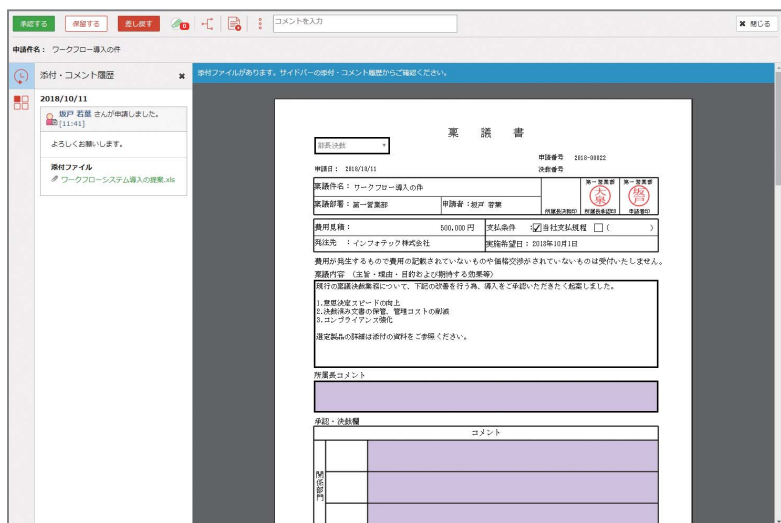 承認する 保留する 差し戻す 0 コメントを入力 ✖ 閉じる
申請件名： ワークフロー導入の件
添付・コメント履歴 ✖
添付ファイルがあります。サイドバーの添付・コメント履歴からご確認ください。
2018/10/11
坂戸 若葉 さんが申請しました。
[11:41]
よろしくお願いします。
添付ファイル
ワークフローシステム導入の提案.xls
稟 議 書
部長決裁
申請番号 2018-00022
申請日： 2018/10/11
決裁番号
稟議件名： ワークフロー導入の件
第一営業部 第一営業部
大泉 坂戸
稟議部署： 第一営業部 申請者：坂戸 若葉
所属長決裁印 所属長承認印 申請者印
費用見積： 500,000 円 支払条件 ：☑当社支払規程 □（ ）
発注先 ：インフォテック株式会社 実施希望日： 2018年10月1日
費用が発生するもので費用の記載されていないものや価格交渉がされていないものは受付いたしません。
稟議内容 （主旨・理由・目的および期待する効果等）
現行の稟議決裁業務について、下記の改善を行う為、導入をご承認いただきたく起案しました。
1.意思決定スピードの向上
2.決裁済み文書の保管、管理コストの削減
3.コンプライアンス強化
選定製品の詳細は添付の資料をご参照ください。
所属長コメント
承認・決裁欄
コメント
関係部門